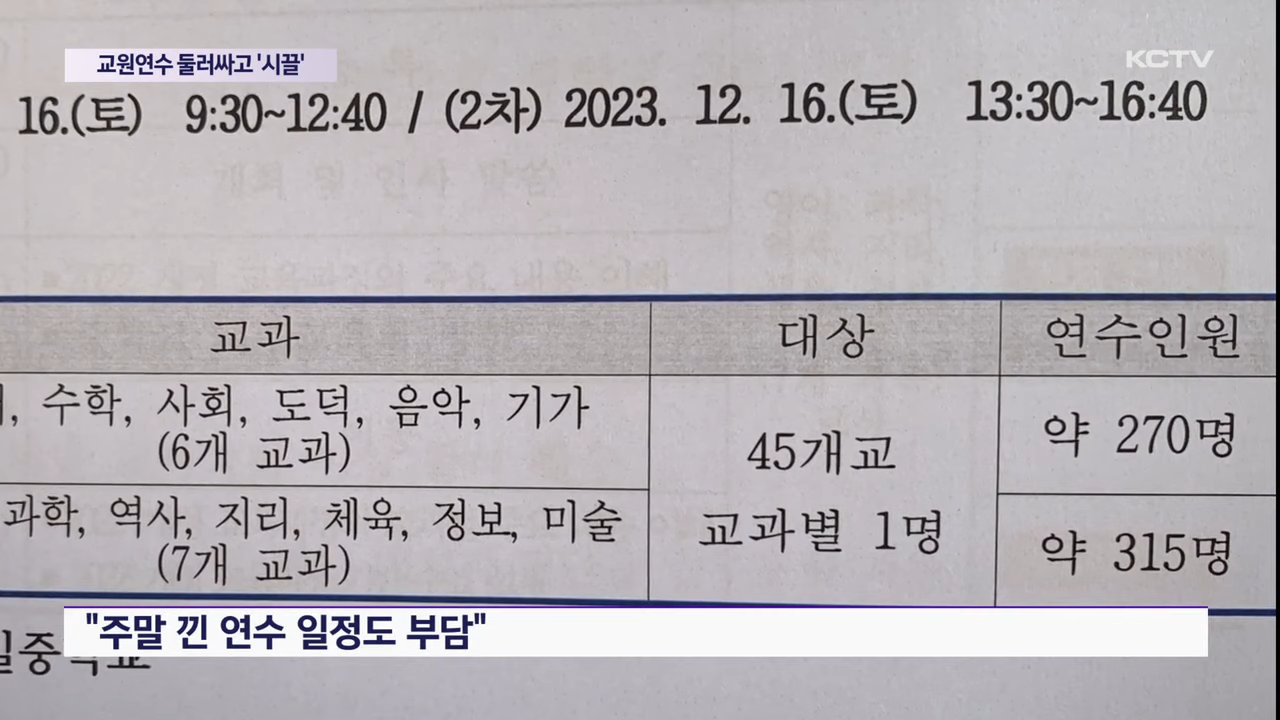 교원연수 둘러싸고 '시끌'
KCTV
16.(토) 9:30~12:40 / (2차) 2023. 12. 16.(토) 13:30~16:40
교과 대상 연수인원
수학, 사회, 도덕, 음악, 기가
(6개 교과)
약 270명
45개교
교과별 1명
과학, 역사, 지리, 체육, 정보, 미술
(7개 교과)
약 315명
"주말 낀 연수 일정도 부담"